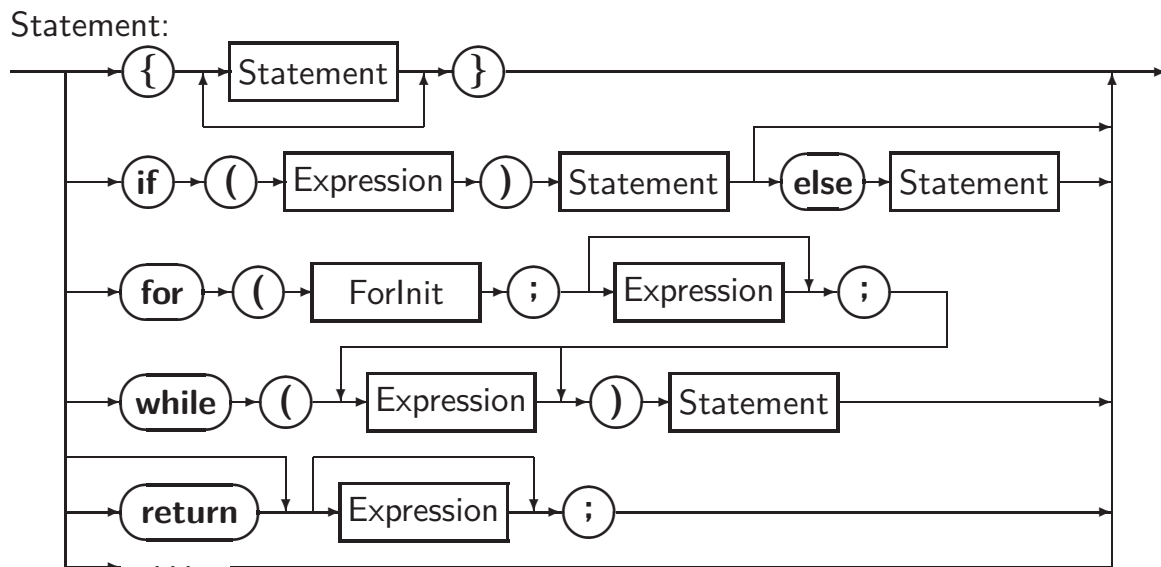 Statement:
{ Statement }
if ( Expression ) Statement else Statement
for ( ForInit ; Expression ;
while ( Expression ) Statement
return Expression ;